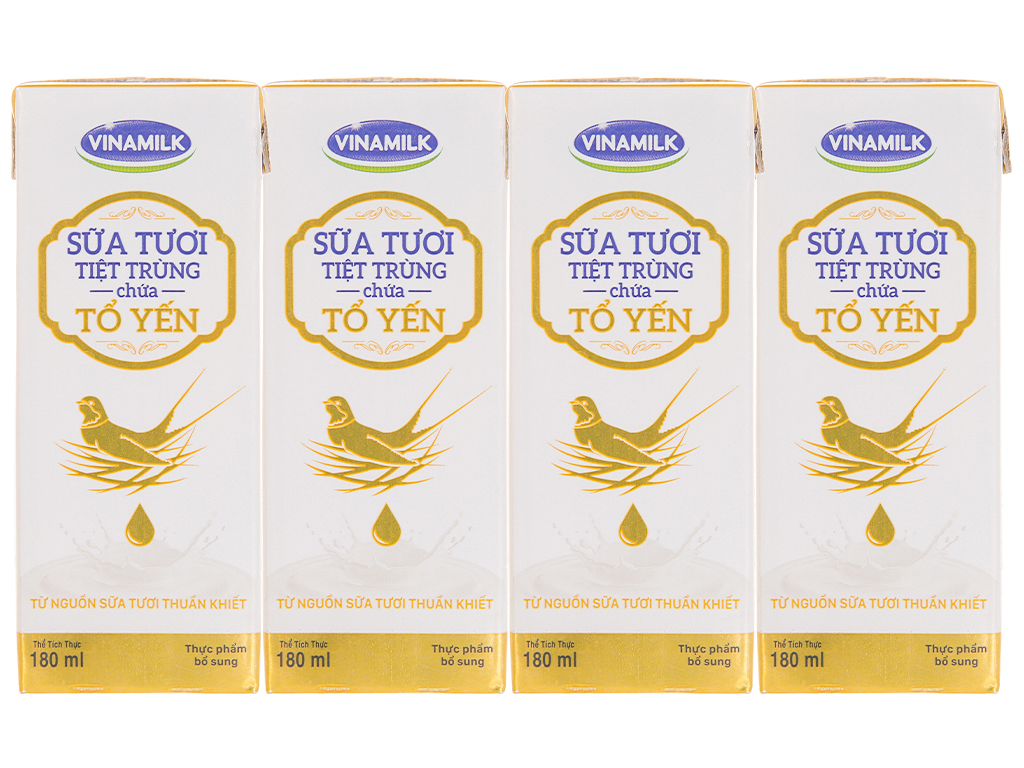 VINAMILK
SỮA TƯƠI
TIỆT TRÙNG
chứa
TỔ YẾN
TỪ NGUỒN SỮA TƯƠI THUẦN KHIẾT
Thể Tích Thực
180 ml
Thực phẩm
bổ sung
VINAMILK
SỮA TƯƠI
TIỆT TRÙNG
chứa
TỔ YẾN
TỪ NGUỒN SỮA TƯƠI THUẦN KHIẾT
Thể Tích Thực
180 ml
Thực phẩm
bổ sung
VINAMILK
SỮA TƯƠI
TIỆT TRÙNG
chứa
TỔ YẾN
TỪ NGUỒN SỮA TƯƠI THUẦN KHIẾT
Thể Tích Thực
180 ml
Thực phẩm
bổ sung
VINAMILK
SỮA TƯƠI
TIỆT TRÙNG
chứa
TỔ YẾN
TỪ NGUỒN SỮA TƯƠI THUẦN KHIẾT
Thể Tích Thực
180 ml
Thực phẩm
bổ sung